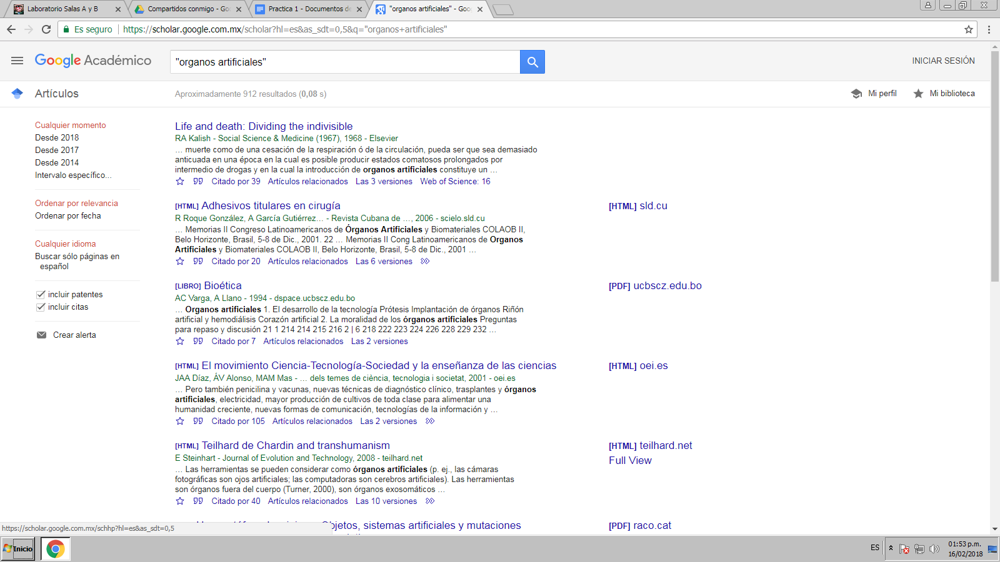 Laboratorio Salas A y B
Compartidos conmigo - Go
Practica 1 - Documentos de
"organos artificiales" - Goo
Es seguro
https://scholar.google.com.mx/scholar?hl=es&as_sdt=0,5&q="organos+artificiales"
Google Académico
"organos artificiales"
INICIAR SESIÓN
Artículos
Aproximadamente 912 resultados (0,08 s)
Mi perfil
Mi biblioteca
Cualquier momento
Desde 2018
Desde 2017
Desde 2014
Intervalo específico...
Ordenar por relevancia
Ordenar por fecha
Cualquier idioma
Buscar sólo páginas en
español
incluir patentes
incluir citas
Crear alerta
Life and death: Dividing the indivisible
RA Kalish - Social Science & Medicine (1967), 1968 - Elsevier
... muerte como de una cesación de la respiración ó de la circulación, pueda ser que sea demasiado
anticuada en una época en la cual es posible producir estados comatosos prolongados por
intermedio de drogas y en la cual la introducción de organos artificiales constituye un ...
Citado por 39 Artículos relacionados Las 3 versiones Web of Science: 16
[HTML] Adhesivos titulares en cirugía
[HTML] sld.cu
R Roque González, A García Gutiérrez... - Revista Cubana de ..., 2006 - scielo.sld.cu
... Memorias II Congreso Latinoamericanos de Órganos Artificiales y Biomateriales COLAOB II,
Belo Horizonte, Brasil, 5-8 de Dic., 2001. 22 ... Memorias II Cong Latinoamericanos de Organos
Artificiales y Biomateriales COLAOB II, Belo Horizonte, Brasil, 5-8 de Dic., 2001 ...
Citado por 20 Artículos relacionados Las 6 versiones
[LIBRO] Bioética
[PDF] ucbscz.edu.bo
AC Varga, A Llano - 1994 - dspace.ucbscz.edu.bo
... Organos artificiales 1. El desarrollo de la tecnología Prótesis Implantación de órganos Riñón
artificial y hemodiálisis Corazón artificial 2. La moralidad de los órganos artificiales Preguntas
para repaso y discusión 21 1 214 214 215 216 2 | 6 218 222 223 224 226 228 229 232 ...
Citado por 7 Artículos relacionados Las 2 versiones
[HTML] El movimiento Ciencia-Tecnología-Sociedad y la enseñanza de las ciencias
[HTML] oei.es
JAA Díaz, ÁV Alonso, MAM Mas - ... dels temes de ciència, tecnologia i societat, 2001 - oei.es
... Pero también penicilina y vacunas, nuevas técnicas de diagnóstico clínico, trasplantes y órganos
artificiales, electricidad, mayor producción de cultivos de toda clase para alimentar una
humanidad creciente, nuevas formas de comunicación, tecnologías de la información y ...
Citado por 105 Artículos relacionados Las 2 versiones
[HTML] Teilhard de Chardin and transhumanism
[HTML] teilhard.net
Full View
E Steinhart - Journal of Evolution and Technology, 2008 - teilhard.net
... Las herramientas se pueden considerar como órganos artificiales (p. ej., las cámaras
fotográficas son ojos artificiales; las computadoras son cerebros artificiales). Las herramientas
son órganos fuera del cuerpo (Turner, 2000), son órganos exosomáticos ...
Citado por 40 Artículos relacionados Las 10 versiones
Objetos, sistemas artificiales y mutaciones
[PDF] raco.cat
https://scholar.google.com.mx/schhp?hl=es&as_sdt=0,5
Inicio
ES
01:53 p.m.
16/02/2018